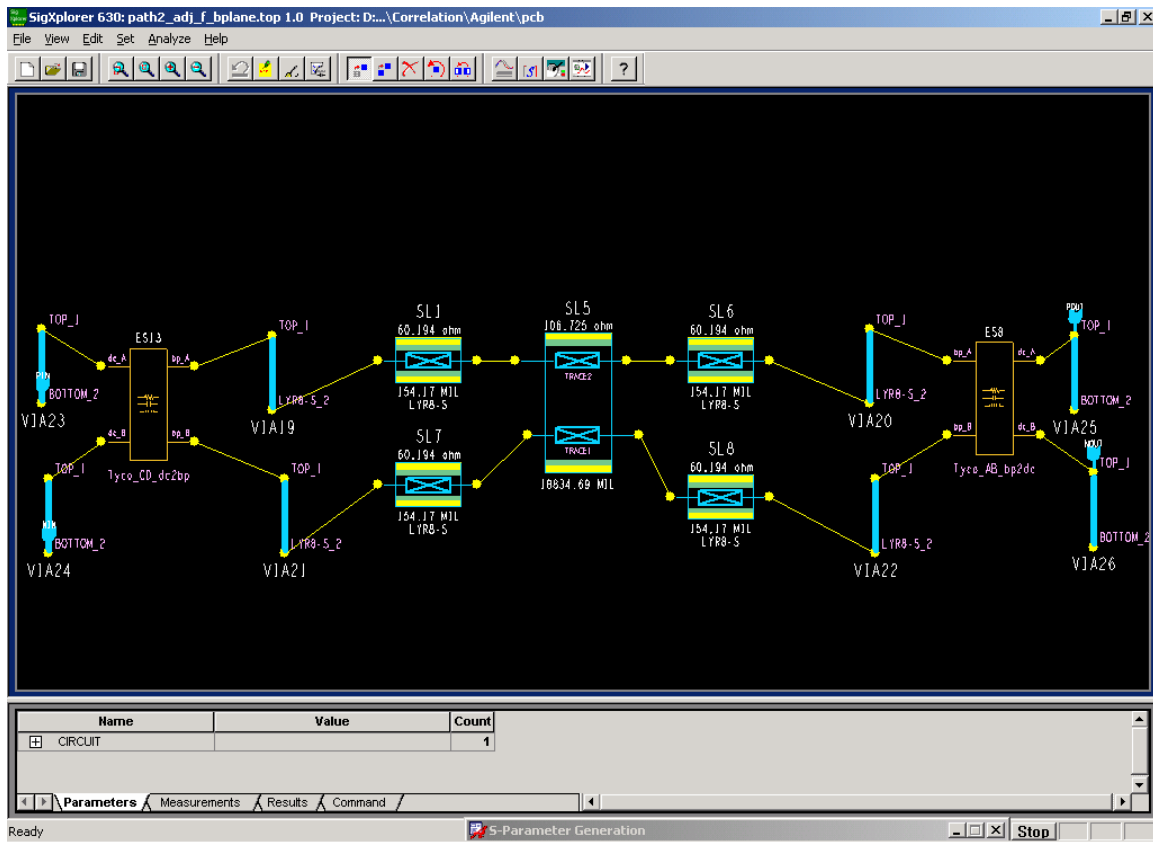 SigXplorer 630: path2_adj_f_bplane.top 1.0 Project: D:...\Correlation\Agilent\pcb
File View Edit Set Analyze Help
?
SL1
60.194 ohm
154.17 MIL
LYR8-S
SL5
108.725 ohm
TRACE2
TRACE1
18834.69 MIL
SL6
60.194 ohm
154.17 MIL
LYR8-S
TOP_1
PIN
BOTTOM_2
VIA23
ES13
dc_A bp_A
dc_B bp_B
Tyco_CD_dc2bp
TOP_1
LYR8-S_2
VIA19
SL7
60.194 ohm
154.17 MIL
LYR8-S
SL8
60.194 ohm
154.17 MIL
LYR8-S
TOP_1
LYR8-S_2
VIA20
ES8
bp_A dc_A
bp_B dc_B
Tyco_AB_bp2dc
TOP_1
BOTTOM_2
VIA25
TOP_1
NIN
BOTTOM_2
VIA24
TOP_1
LYR8-S_2
VIA21
TOP_1
LYR8-S_2
VIA22
TOP_1
BOTTOM_2
VIA26
Name Value Count
CIRCUIT 1
Parameters Measurements Results Command
Ready
S-Parameter Generation
Stop